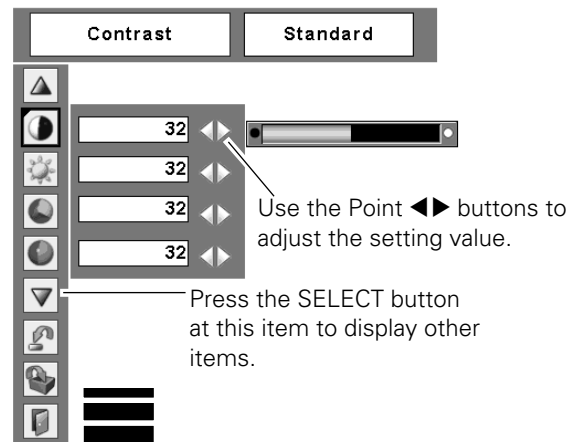 Contrast Standard
32
32
32
32
Use the Point ◀▶ buttons to
adjust the setting value.
Press the SELECT button
at this item to display other
items.